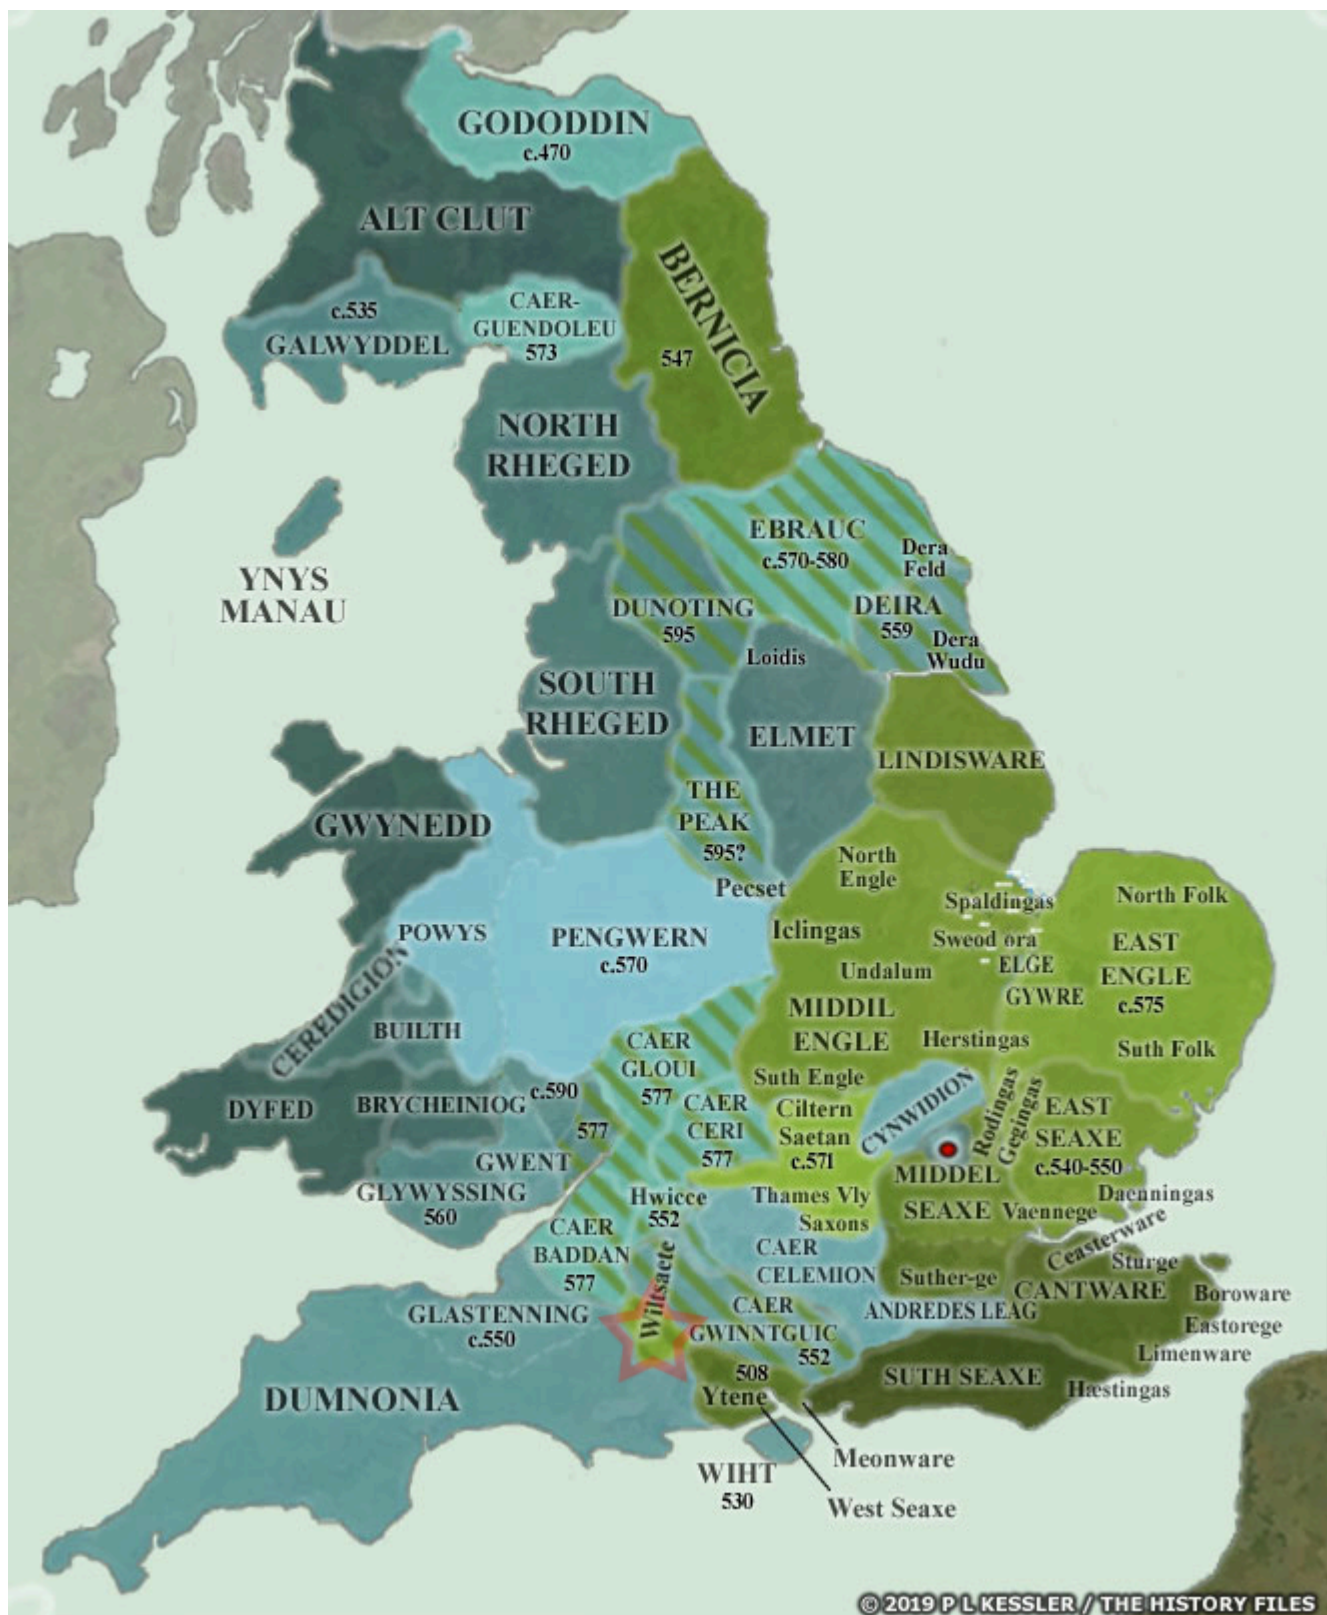 GODODDIN
c.470
ALT CLUT
BERNICIA
547
c.535
GALWYDDEL
CAER-
GUENDOLEU
573
NORTH
RHEGED
EBRAUC
c.570-580
Dera
Feld
YNYS
MANAU
DUNOTING
595
DEIRA
559
Dera
Wudu
Loidis
SOUTH
RHEGED
ELMET
LINDISWARE
THE
PEAK
595?
Pecset
GWYNEDD
North
Engle
Spaldingas
North Folk
POWYS
PENGWERN
c.570
Iclingas
Sweod ora
EAST
ENGLE
c.575
ELGE
GYWRE
Undalum
CEREDIGION
BUILTH
MIDDIL
ENGLE
Herstingas
Suth Folk
CAER
GLOUI
577
Suth Engle
DYFED
BRYCHEINIOG
c.590
577
CAER
CERI
577
Ciltern
Saetan
c.571
CYNWIDION
Rodingas
Gegingas
EAST
SEAXE
c.540-550
GWENT
GLYWYSSING
560
Hwicce
552
Thames Vly
Saxons
MIDDEL
SEAXE
Vaennege
Daenningas
CAER
BADDAN
577
Wiltsaete
CAER
CELEMION
Suther-ge
Ceasterware
Sturge
CANTWARE
Boroware
GLASTENNING
c.550
CAER
GWINNTGUIC
552
ANDREDES LEAG
Eastorege
Limenware
DUMNONIA
508
Ytene
SUTH SEAXE
Hæstingas
WIHT
530
Meonware
West Seaxe
© 2019 P L KESSLER / THE HISTORY FILES